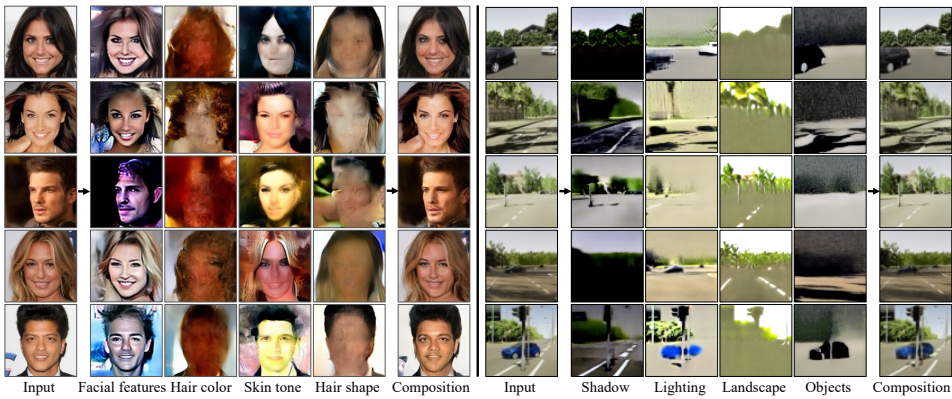 Input Facial features Hair color Skin tone Hair shape Composition Input Shadow Lighting Landscape Objects Composition